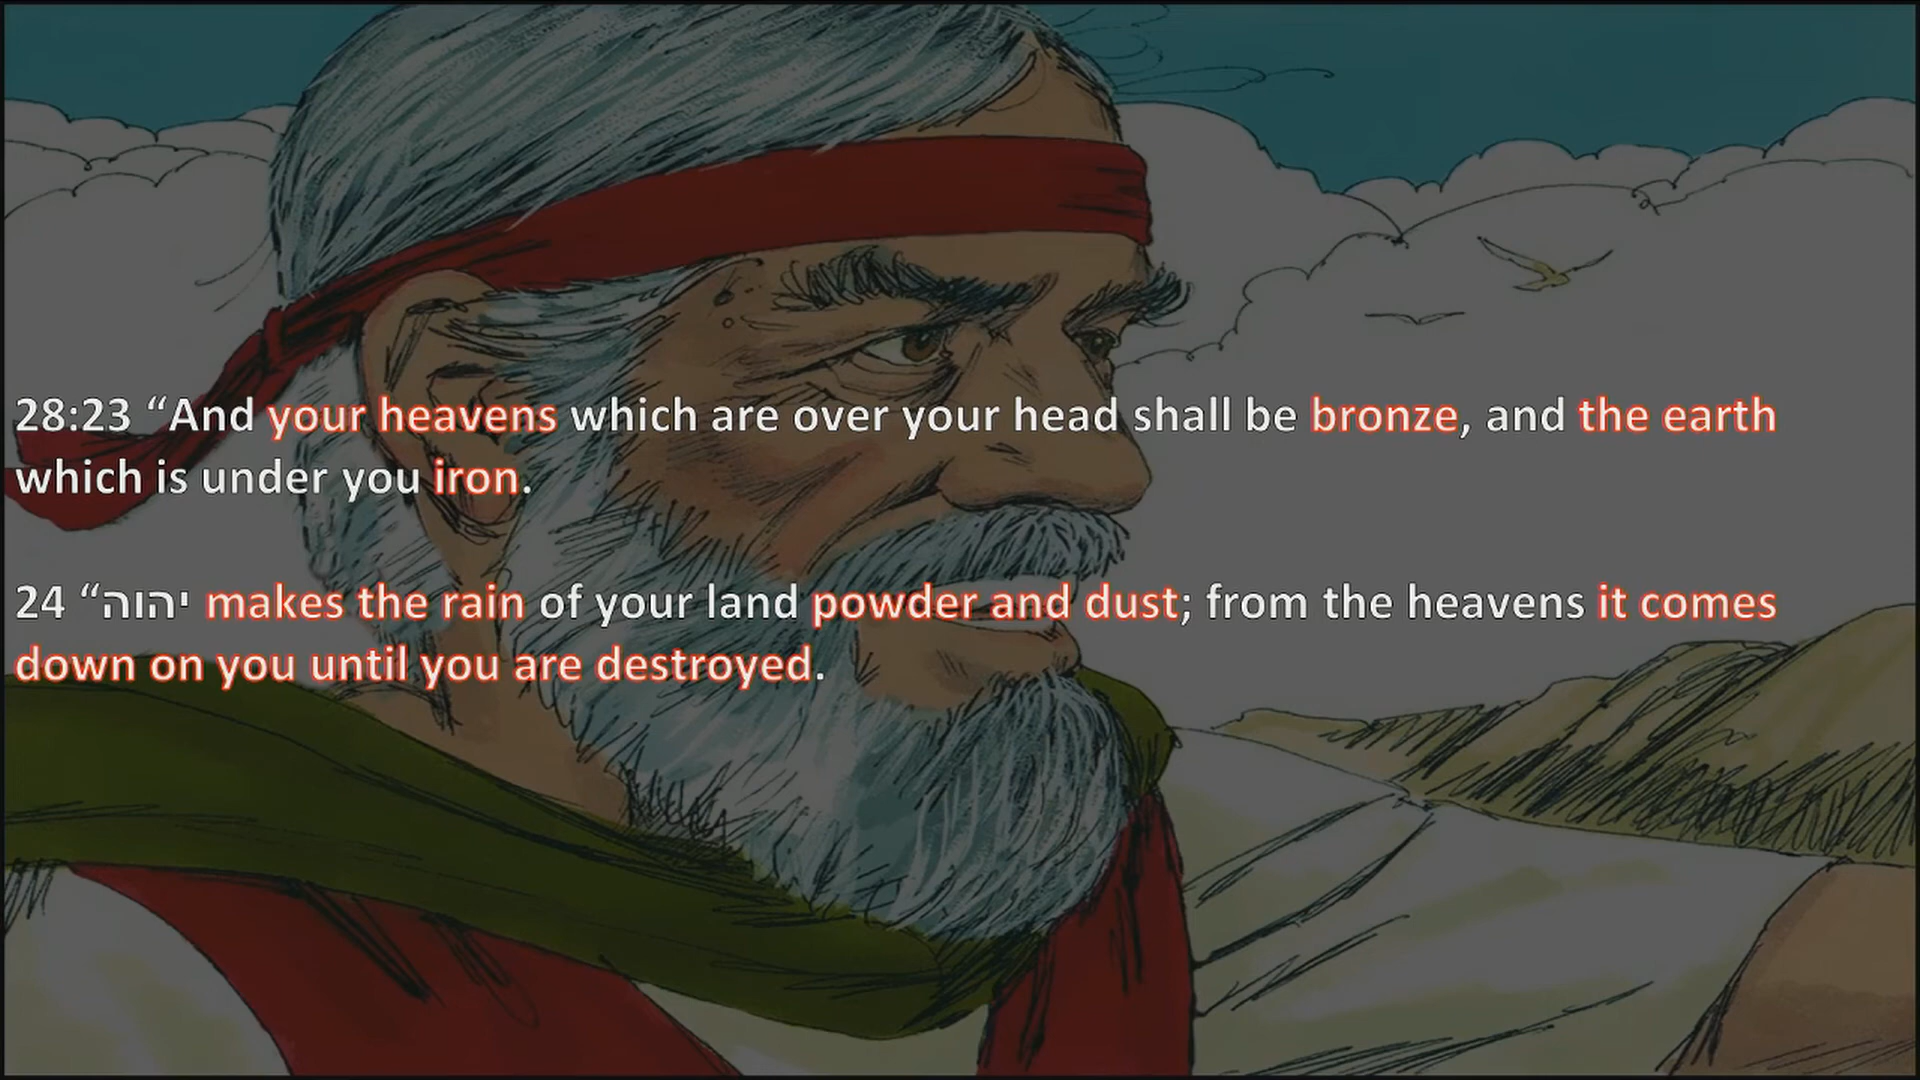 28:23 “And your heavens which are over your head shall be bronze, and the earth
which is under you iron.
24 “יהוה makes the rain of your land powder and dust; from the heavens it comes
down on you until you are destroyed.